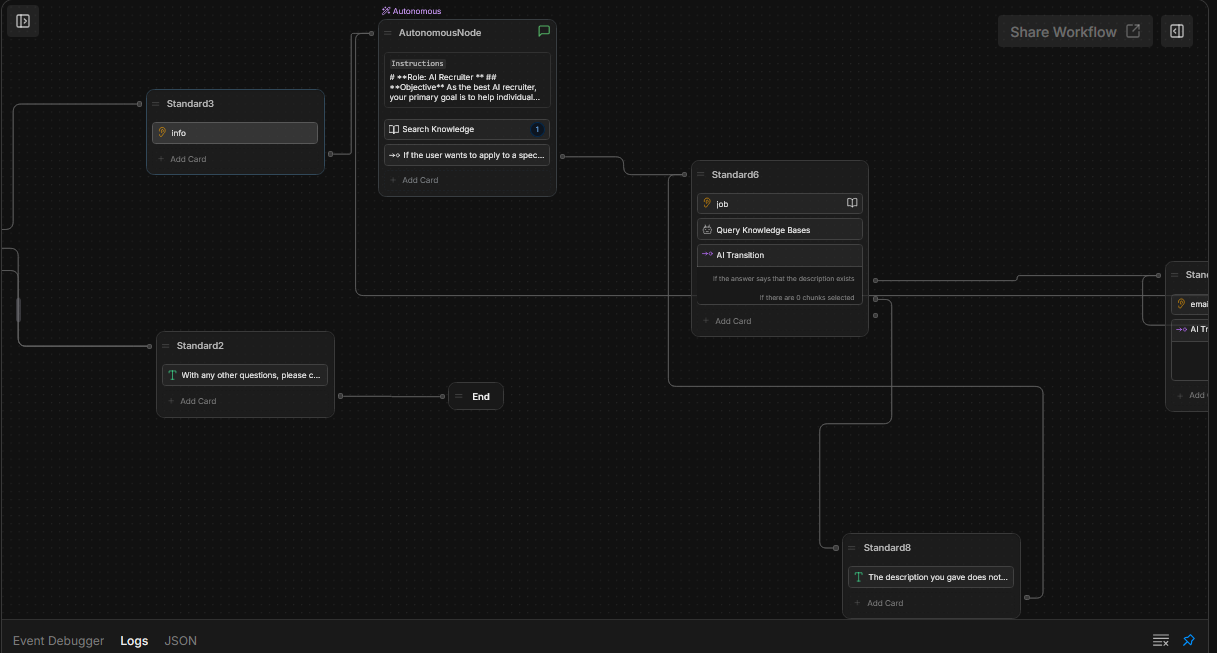 Autonomous
AutonomousNode
Instructions
# **Role: AI Recruiter ** ##
**Objective** As the best AI recruiter,
your primary goal is to help individual...
Search Knowledge
1
If the user wants to apply to a spec...
Add Card
Share Workflow
Standard3
info
Add Card
Standard6
job
Query Knowledge Bases
AI Transition
if the answer says that the description exists
If there are 0 chunks selected
Add Card
Stan
emai
AI Tr
Add
Standard2
With any other questions, please c...
Add Card
End
Standard8
The description you gave does not...
Add Card
Event Debugger
Logs
JSON